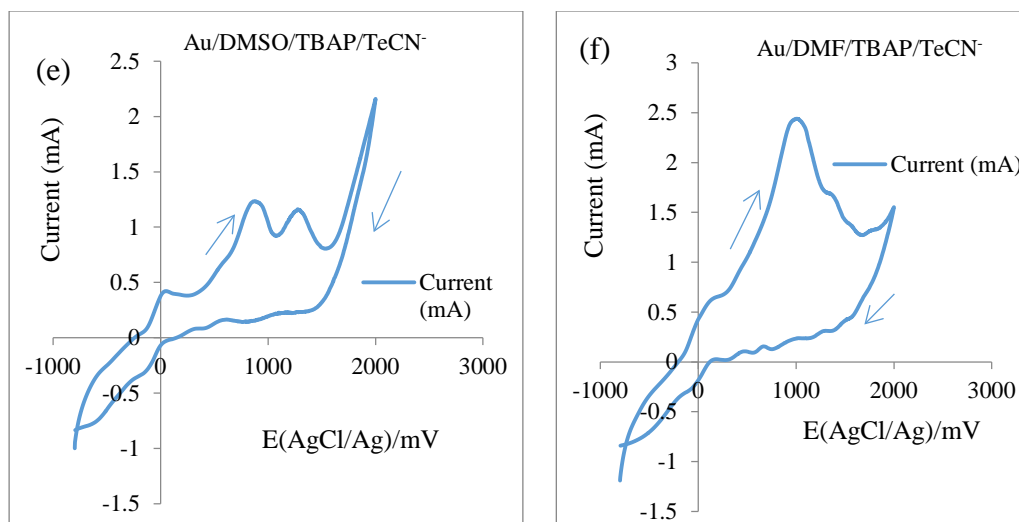 (e)
Au/DMSO/TBAP/TeCN⁻
2.5
2
1.5
1
0.5
0
-0.5
-1
-1.5
-1000
0
1000
2000
3000
Current (mA)
E(AgCl/Ag)/mV
Current
(mA)
(f)
Au/DMF/TBAP/TeCN⁻
3
2.5
2
1.5
1
0.5
0
-0.5
-1
-1.5
-1000
0
1000
2000
3000
Current (mA)
E(AgCl/Ag)/mV
Current (mA)